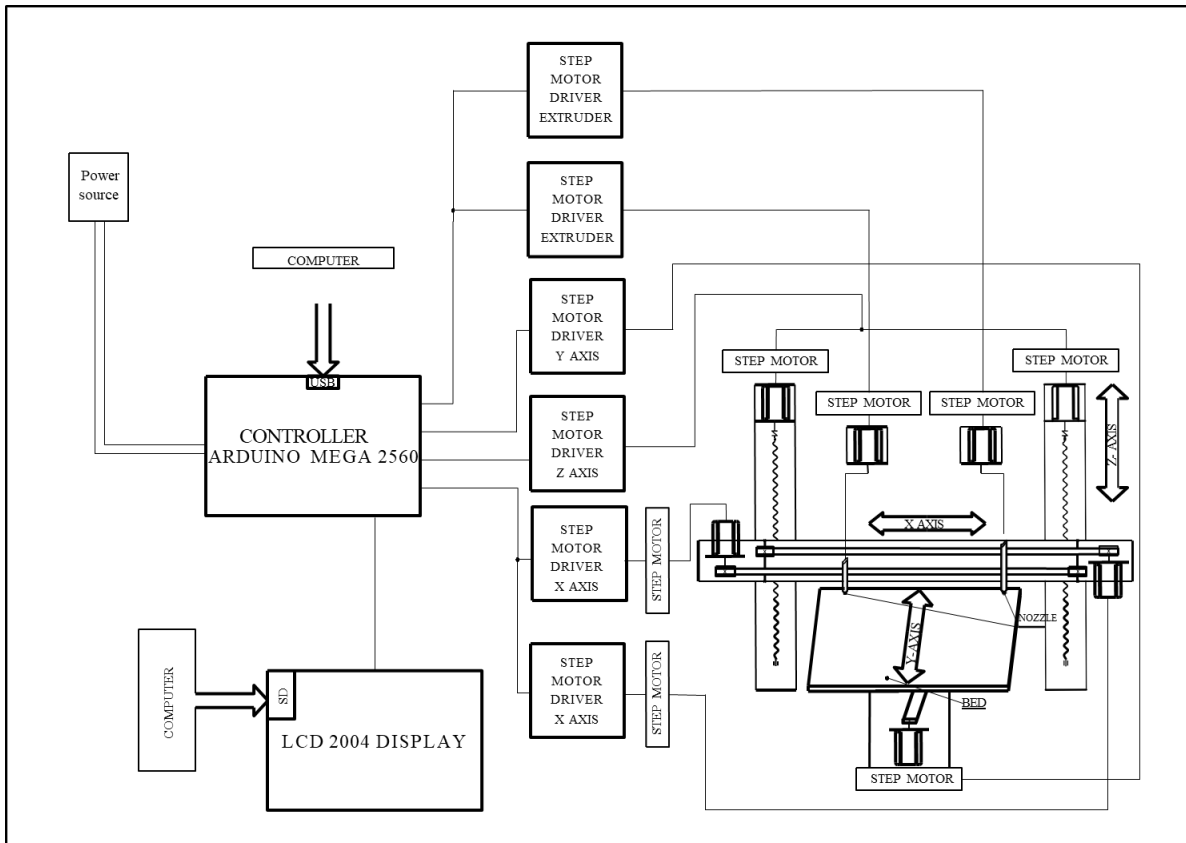 STEP
MOTOR
DRIVER
EXTRUDER
Power
source
STEP
MOTOR
DRIVER
EXTRUDER
COMPUTER
STEP
MOTOR
DRIVER
Y AXIS
STEP MOTOR
STEP MOTOR
USB
STEP MOTOR
STEP MOTOR
CONTROLLER
ARDUINO MEGA 2560
STEP
MOTOR
DRIVER
Z AXIS
Z- AXIS
X AXIS
STEP
MOTOR
DRIVER
X AXIS
STEP MOTOR
NOZZLE
Y-AXIS
BED
STEP
MOTOR
DRIVER
X AXIS
STEP MOTOR
COMPUTER
SD
LCD 2004 DISPLAY
STEP MOTOR